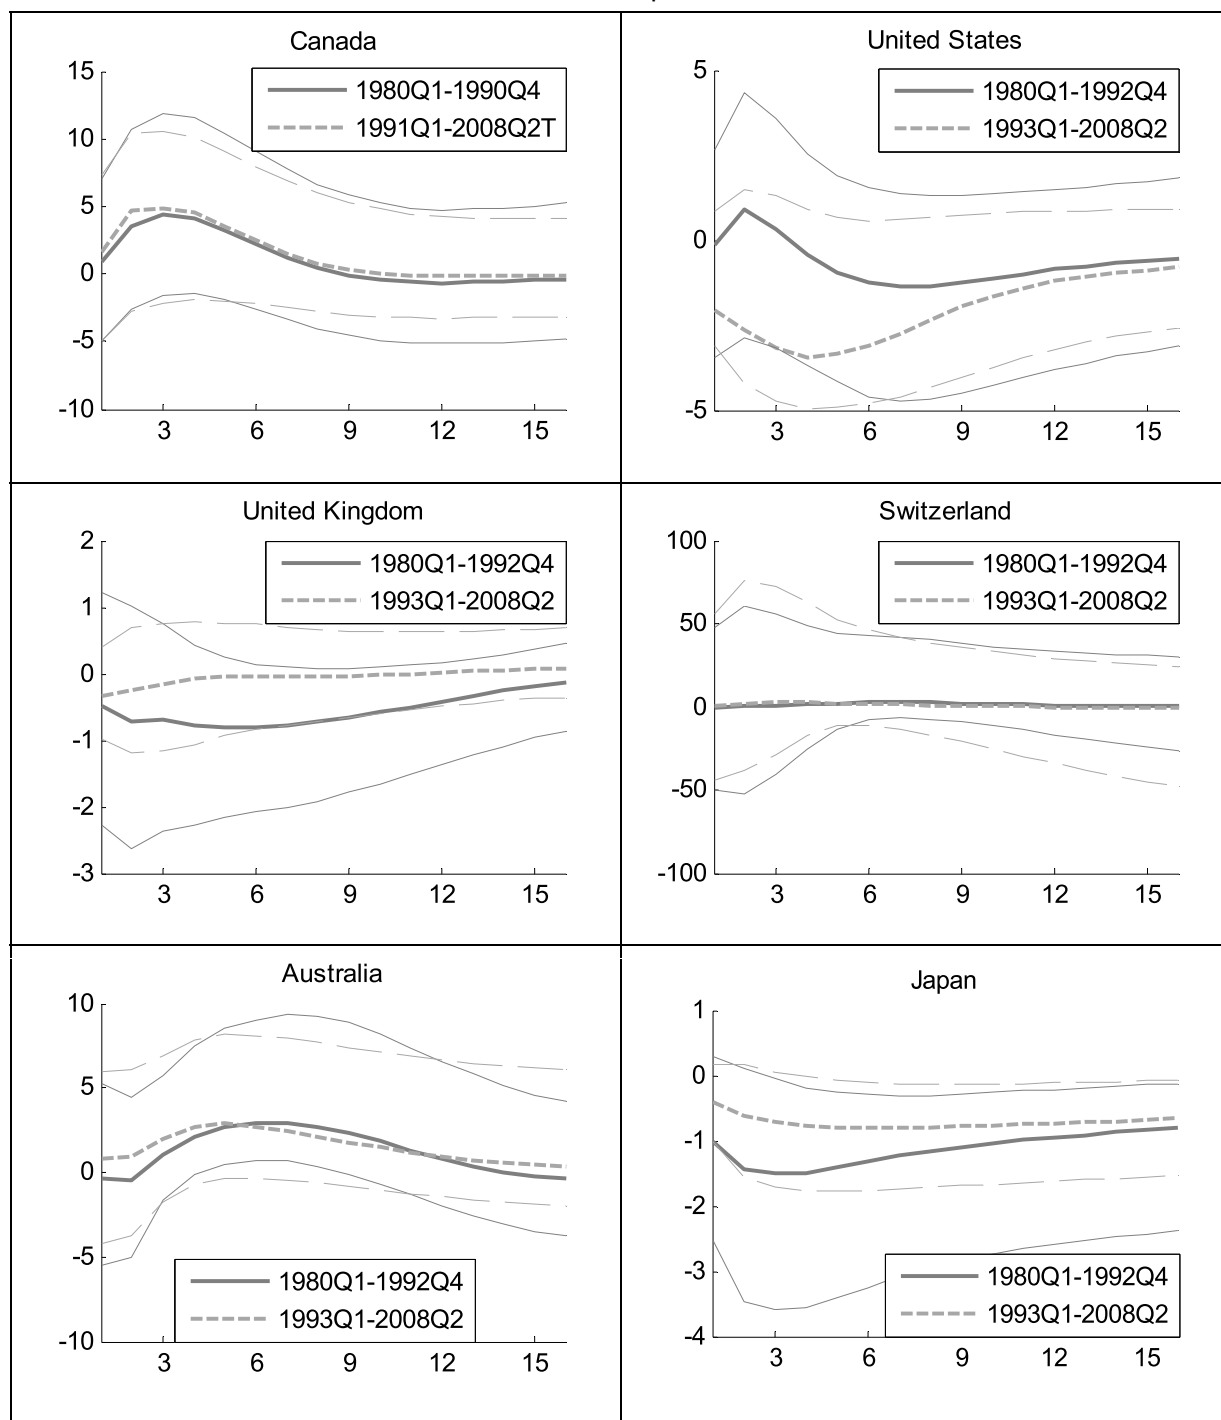 Canada
15
10
5
0
-5
-10
3 6 9 12 15
1980Q1-1990Q4
1991Q1-2008Q2T
United States
5
0
-5
3 6 9 12 15
1980Q1-1992Q4
1993Q1-2008Q2
United Kingdom
2
1
0
-1
-2
-3
3 6 9 12 15
1980Q1-1992Q4
1993Q1-2008Q2
Switzerland
100
50
0
-50
-100
3 6 9 12 15
1980Q1-1992Q4
1993Q1-2008Q2
Australia
10
5
0
-5
-10
3 6 9 12 15
1980Q1-1992Q4
1993Q1-2008Q2
Japan
1
0
-1
-2
-3
-4
3 6 9 12 15
1980Q1-1992Q4
1993Q1-2008Q2